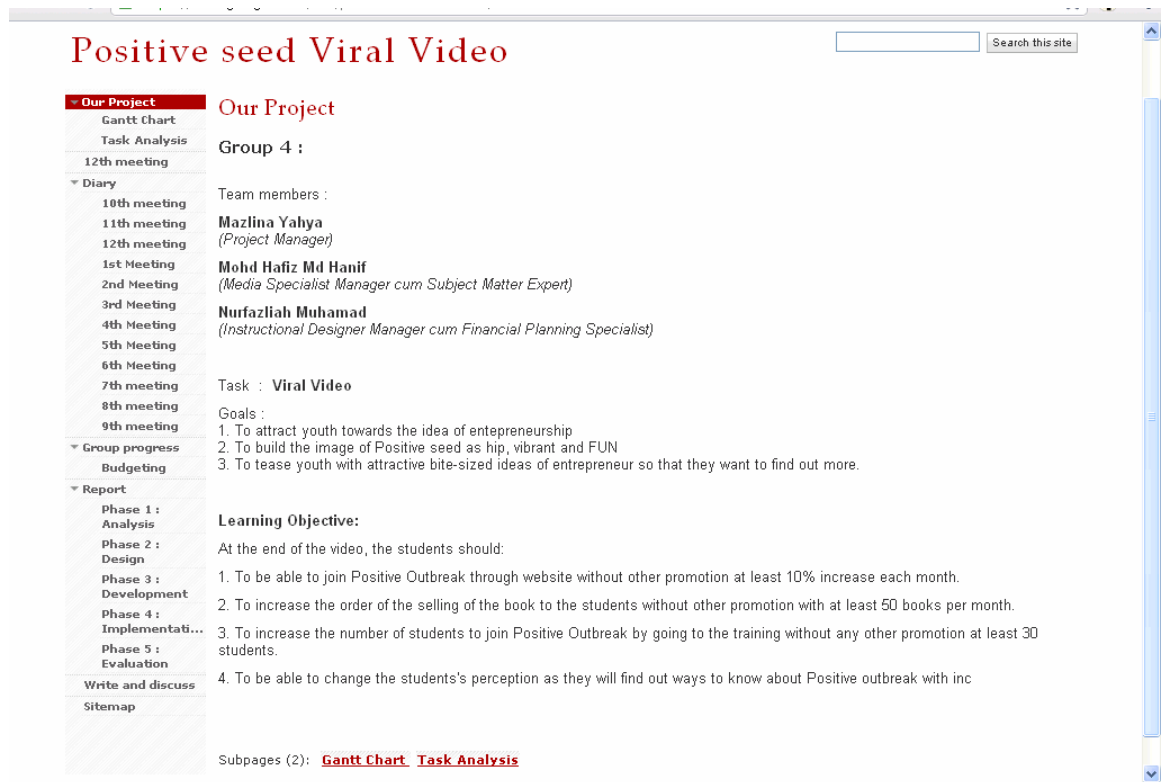 Positive seed Viral Video
Search this site
Our Project
Gantt Chart
Task Analysis
12th meeting
Diary
10th meeting
11th meeting
12th meeting
1st Meeting
2nd Meeting
3rd Meeting
4th Meeting
5th Meeting
6th Meeting
7th meeting
8th meeting
9th meeting
Group progress
Budgeting
Report
Phase 1 :
Analysis
Phase 2 :
Design
Phase 3 :
Development
Phase 4 :
Implementati...
Phase 5 :
Evaluation
Write and discuss
Sitemap
Our Project
Group 4 :
Team members :
Mazlina Yahya
(Project Manager)
Mohd Hafiz Md Hanif
(Media Specialist Manager cum Subject Matter Expert)
Nurfazliah Muhamad
(Instructional Designer Manager cum Financial Planning Specialist)
Task : Viral Video
Goals :
1. To attract youth towards the idea of entepreneurship
2. To build the image of Positive seed as hip, vibrant and FUN
3. To tease youth with attractive bite-sized ideas of entrepreneur so that they want to find out more.
Learning Objective:
At the end of the video, the students should:
1. To be able to join Positive Outbreak through website without other promotion at least 10% increase each month.
2. To increase the order of the selling of the book to the students without other promotion with at least 50 books per month.
3. To increase the number of students to join Positive Outbreak by going to the training without any other promotion at least 30
students.
4. To be able to change the students's perception as they will find out ways to know about Positive outbreak with inc
Subpages (2): Gantt Chart Task Analysis